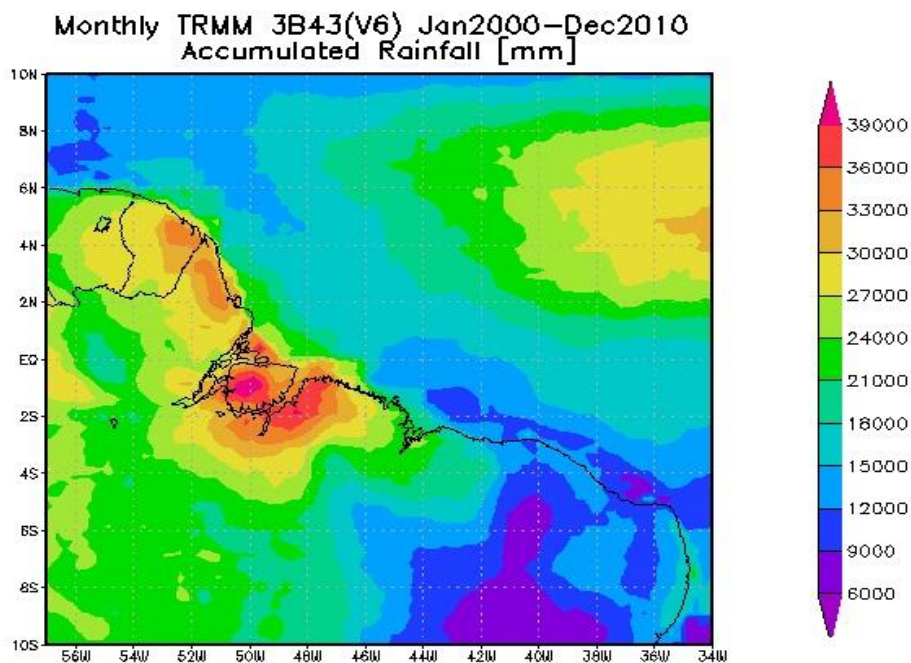 Monthly TRMM 3B43(V6) Jan2000-Dec2010
Accumulated Rainfall [mm]
10N
8N
6N
4N
2N
EQ
2S
4S
6S
8S
10S
56W 54W 52W 50W 48W 46W 44W 42W 40W 38W 36W 34W
39000
36000
33000
30000
27000
24000
21000
18000
15000
12000
9000
6000